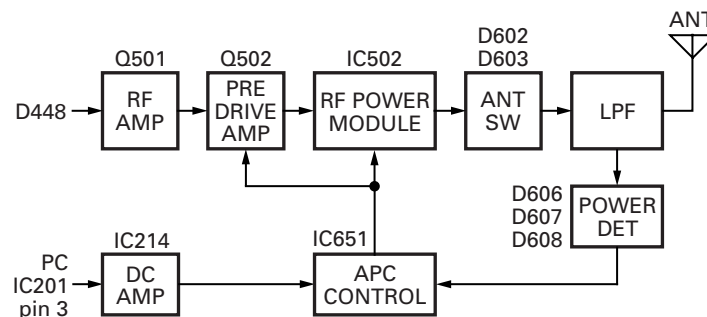 ANT
D602
D603
Q501
Q502
IC502
D448
RF
AMP
PRE
DRIVE
AMP
RF POWER
MODULE
ANT
SW
LPF
D606
D607
D608
POWER
DET
IC214
IC651
PC
IC201
pin 3
DC
AMP
APC
CONTROL